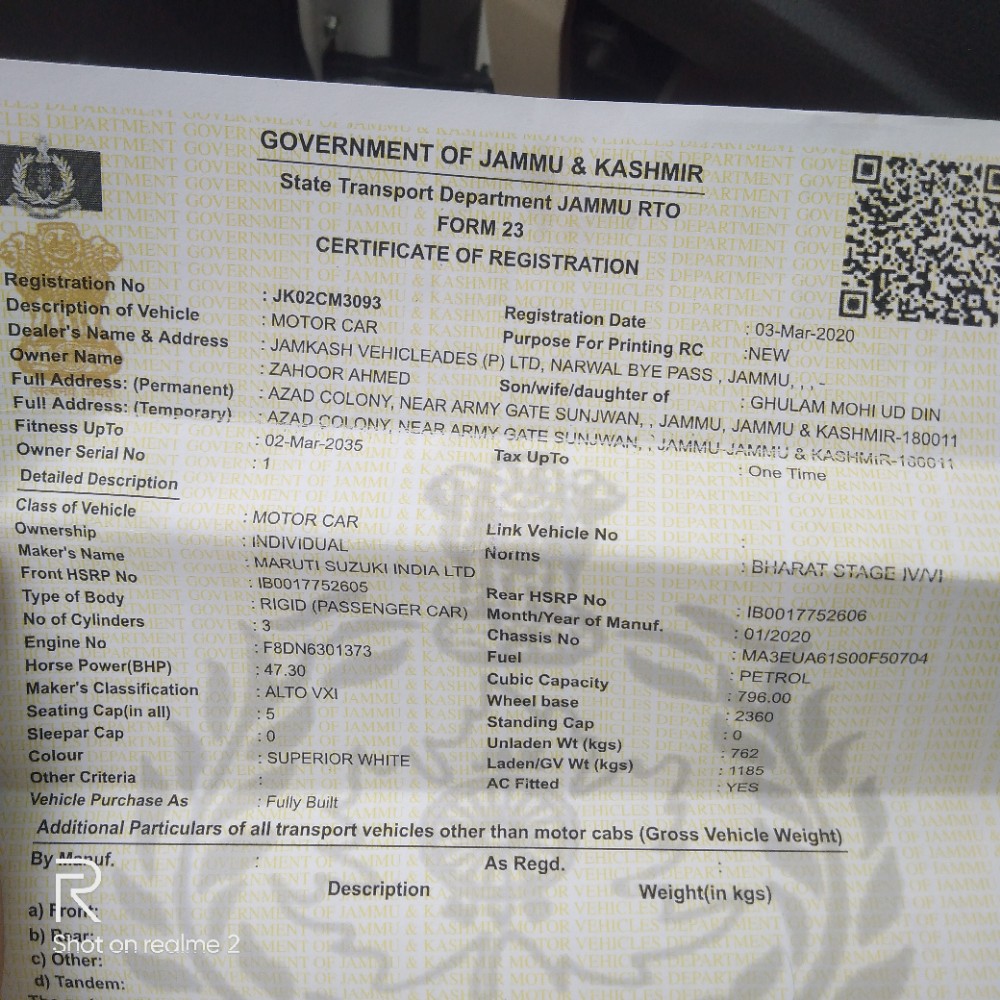 GOVERNMENT OF JAMMU & KASHMIR
State Transport Department JAMMU RTO
FORM 23
CERTIFICATE OF REGISTRATION
Registration No : JK02CM3093 Registration Date : 03-Mar-2020
Description of Vehicle : MOTOR CAR Purpose For Printing RC :NEW
Dealer's Name & Address : JAMKASH VEHICLEADES (P) LTD, NARWAL BYE PASS , JAMMU, , , -
Owner Name : ZAHOOR AHMED Son/wife/daughter of : GHULAM MOHI UD DIN
Full Address: (Permanent) : AZAD COLONY, NEAR ARMY GATE SUNJWAN, , JAMMU, JAMMU & KASHMIR-180011
Full Address: (Temporary) : AZAD COLONY, NEAR ARMY GATE SUNJWAN, , JAMMU-JAMMU & KASHMIR-180011
Fitness UpTo : 02-Mar-2035 Tax UpTo : One Time
Owner Serial No : 1
Detailed Description
Class of Vehicle : MOTOR CAR Link Vehicle No :
Ownership : INDIVIDUAL Norms : BHARAT STAGE IV/VI
Maker's Name : MARUTI SUZUKI INDIA LTD
Front HSRP No : IB0017752605 Rear HSRP No : IB0017752606
Type of Body : RIGID (PASSENGER CAR) Month/Year of Manuf. : 01/2020
No of Cylinders : 3 Chassis No : MA3EUA61S00F50704
Engine No : F8DN6301373 Fuel : PETROL
Horse Power(BHP) : 47.30 Cubic Capacity : 796.00
Maker's Classification : ALTO VXI Wheel base : 2360
Seating Cap(in all) : 5 Standing Cap : 0
Sleepar Cap : 0 Unladen Wt (kgs) : 762
Colour : SUPERIOR WHITE Laden/GV Wt (kgs) : 1185
Other Criteria : AC Fitted : YES
Vehicle Purchase As : Fully Built
Additional Particulars of all transport vehicles other than motor cabs (Gross Vehicle Weight)
By Manuf. : As Regd. :
Description Weight(in kgs)
a) Front:
b) Rear:
c) Other:
d) Tandem:
R
Shot on realme 2